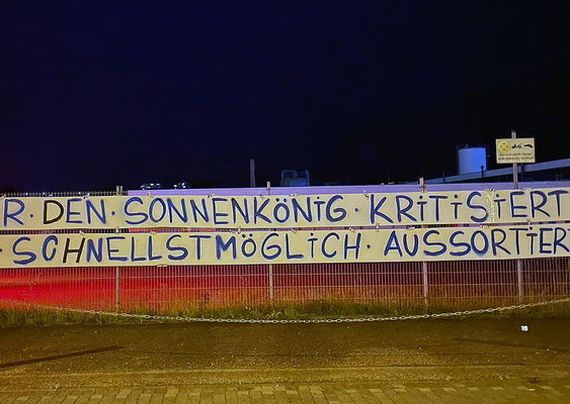 R · DEN · SONNENKÖNIG · KRITISIERT
· SCHNELLSTMÖGLICH · AUSSORTIERT